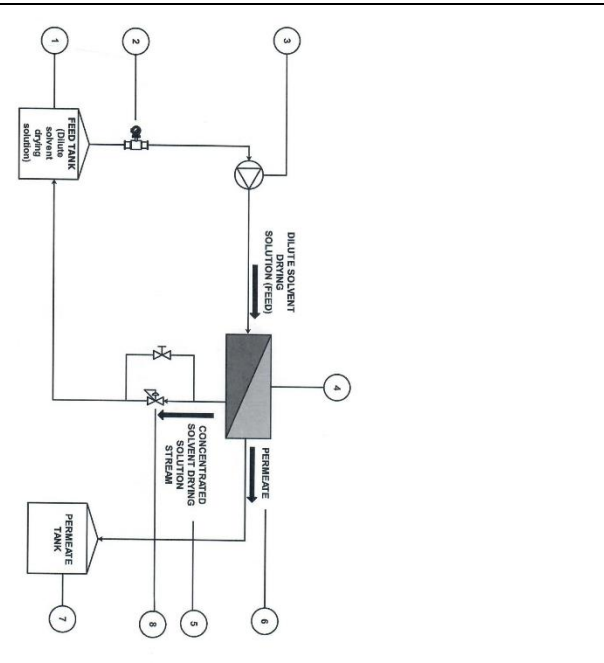 1
2
3
FEED TANK
(Dilute
solvent
drying
solution)
DILUTE SOLVENT
DRYING
SOLUTION (FEED)
4
CONCENTRATED
SOLVENT DRYING
SOLUTION
STREAM
PERMEATE
PERMEATE
TANK
7
8
5
6